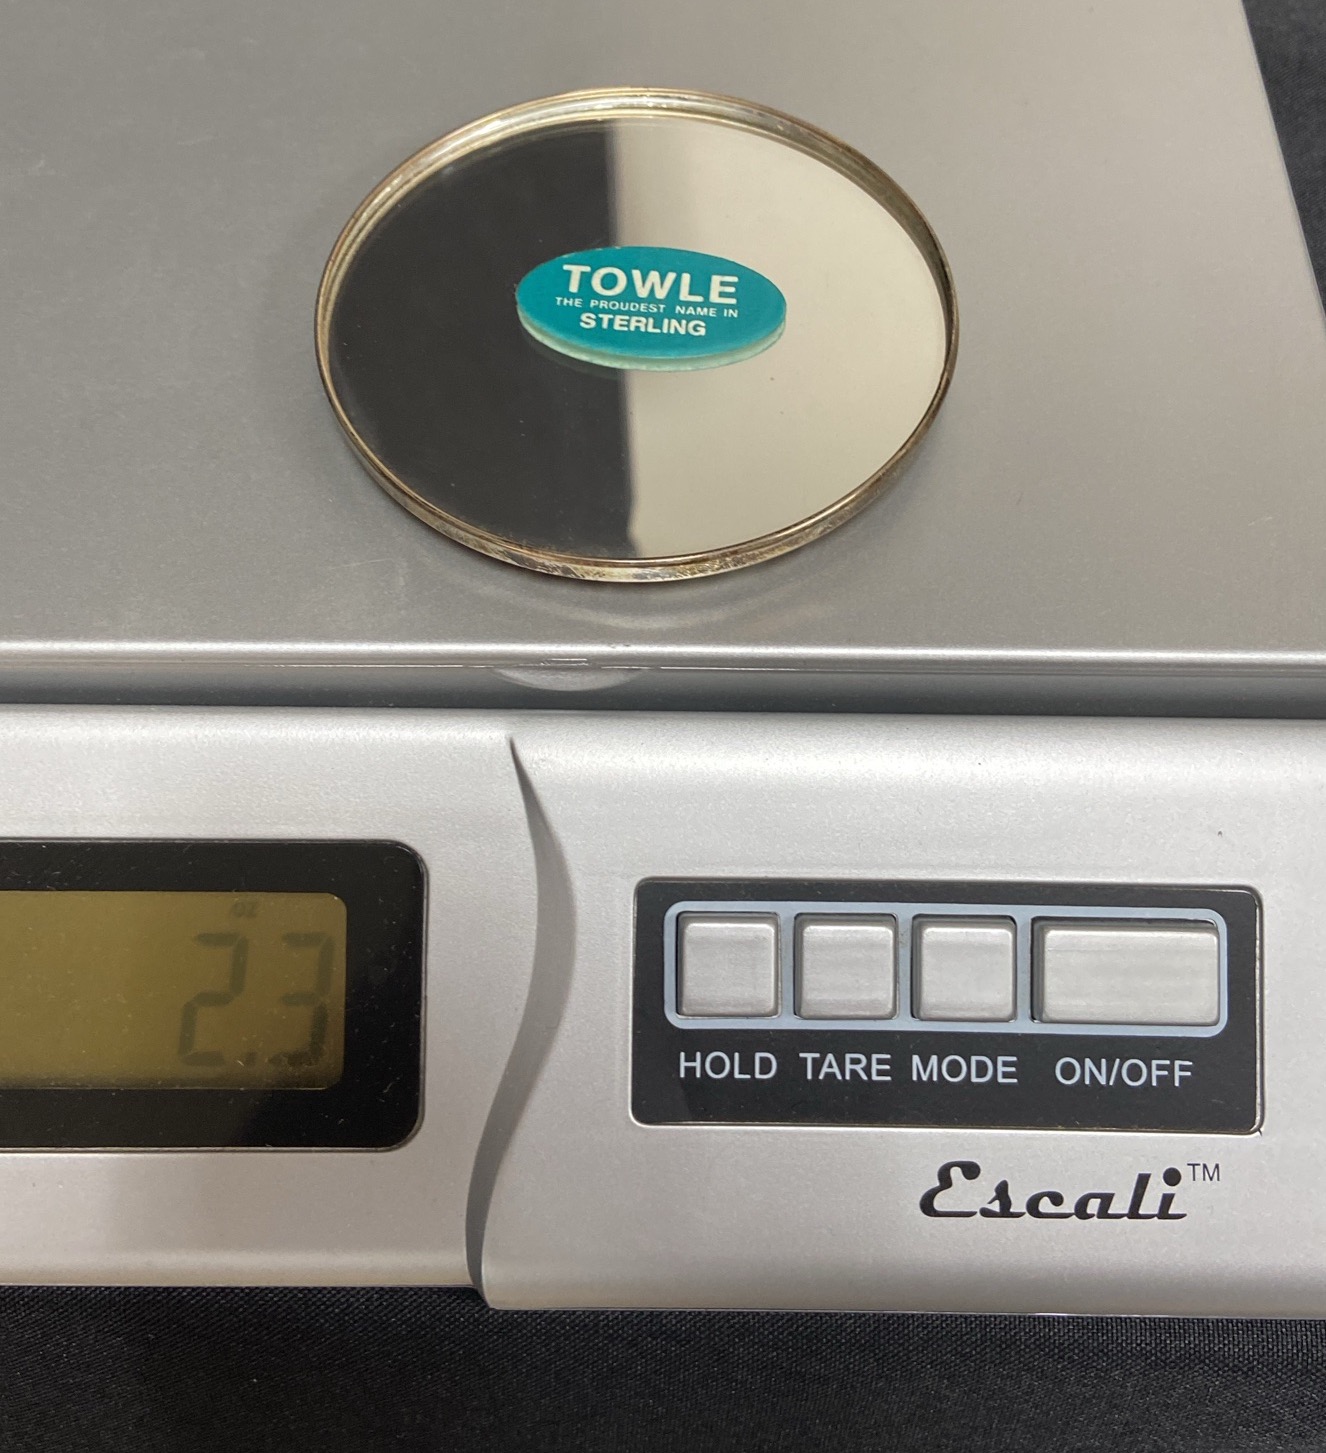 TOWLE
THE PROUDEST NAME IN
STERLING
oz
2.3
HOLD TARE MODE ON/OFF
Escali™